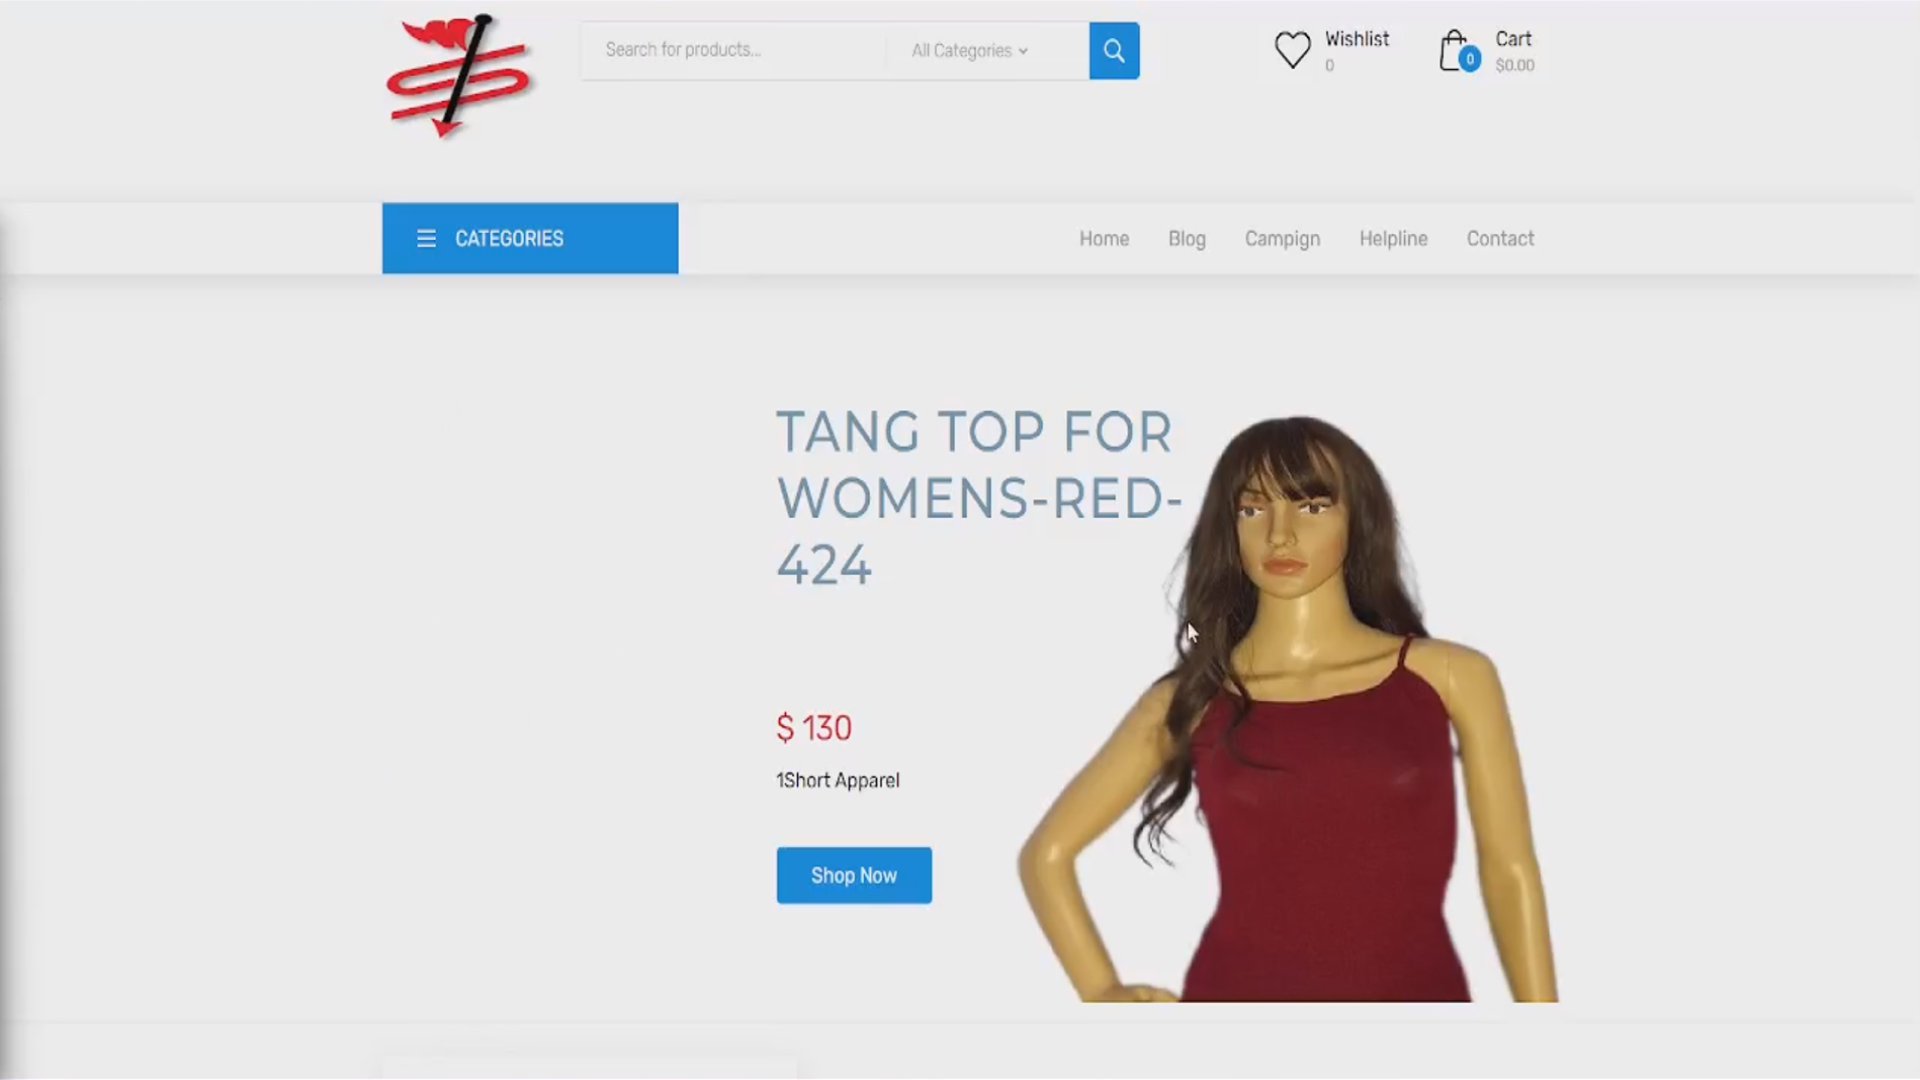 Search for products...
All Categories
Wishlist
0
0
Cart
$0.00
CATEGORIES
Home
Blog
Campign
Helpline
Contact
TANG TOP FOR
WOMENS-RED-
424
$ 130
1Short Apparel
Shop Now